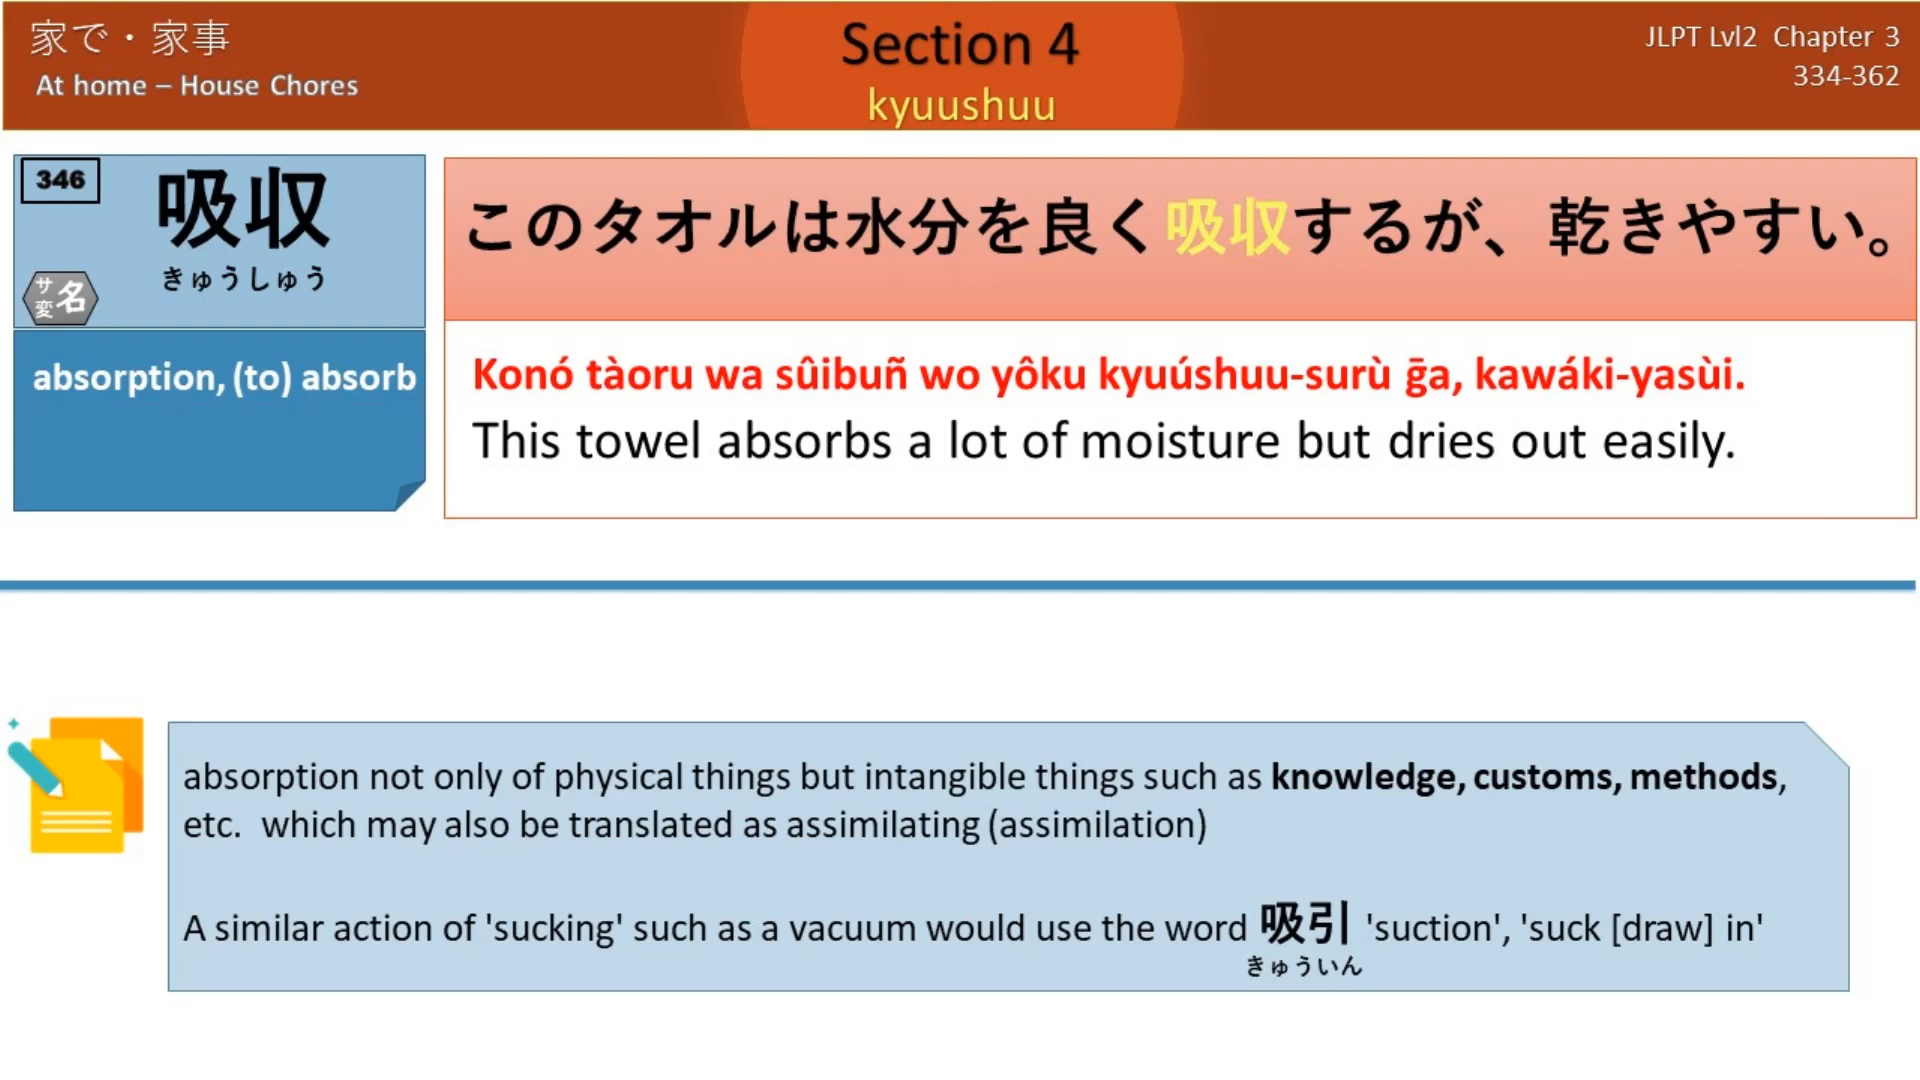 家で・家事
At home – House Chores
Section 4
kyuushuu
JLPT Lvl2 Chapter 3
334-362
346
吸収
きゅうしゅう
サ変 名
absorption, (to) absorb
このタオルは水分を良く吸収するが、乾きやすい。
Konó tàoru wa sûibuñ wo yôku kyuúshuu-surù ḡa, kawáki-yasùi.
This towel absorbs a lot of moisture but dries out easily.
absorption not only of physical things but intangible things such as knowledge, customs, methods,
etc. which may also be translated as assimilating (assimilation)
A similar action of 'sucking' such as a vacuum would use the word 吸引 'suction', 'suck [draw] in'
きゅういん